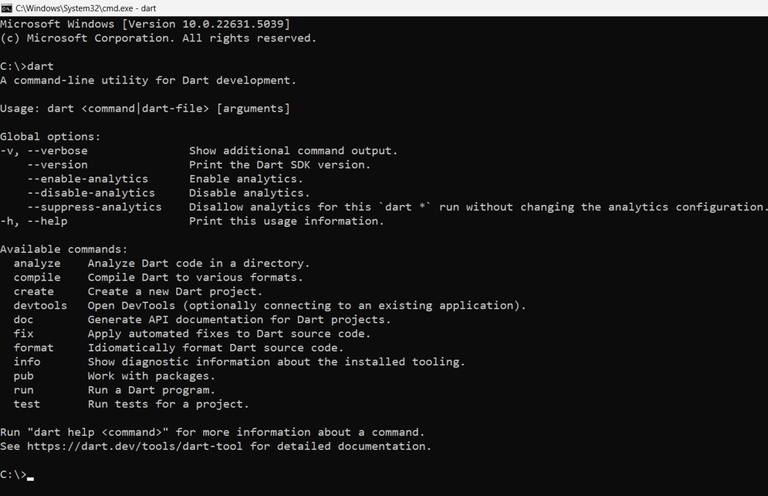 C:\Windows\System32\cmd.exe - dart
Microsoft Windows [Version 10.0.22631.5039]
(c) Microsoft Corporation. All rights reserved.
C:\>dart
A command-line utility for Dart development.
Usage: dart <command|dart-file> [arguments]
Global options:
-v, --verbose                Show additional command output.
    --version                Print the Dart SDK version.
    --enable-analytics       Enable analytics.
    --disable-analytics      Disable analytics.
    --suppress-analytics     Disallow analytics for this `dart *` run without changing the analytics configuration.
-h, --help                   Print this usage information.
Available commands:
  analyze    Analyze Dart code in a directory.
  compile    Compile Dart to various formats.
  create     Create a new Dart project.
  devtools   Open DevTools (optionally connecting to an existing application).
  doc        Generate API documentation for Dart projects.
  fix        Apply automated fixes to Dart source code.
  format     Idiomatically format Dart source code.
  info       Show diagnostic information about the installed tooling.
  pub        Work with packages.
  run        Run a Dart program.
  test       Run tests for a project.
Run "dart help <command>" for more information about a command.
See https://dart.dev/tools/dart-tool for detailed documentation.
C:\>